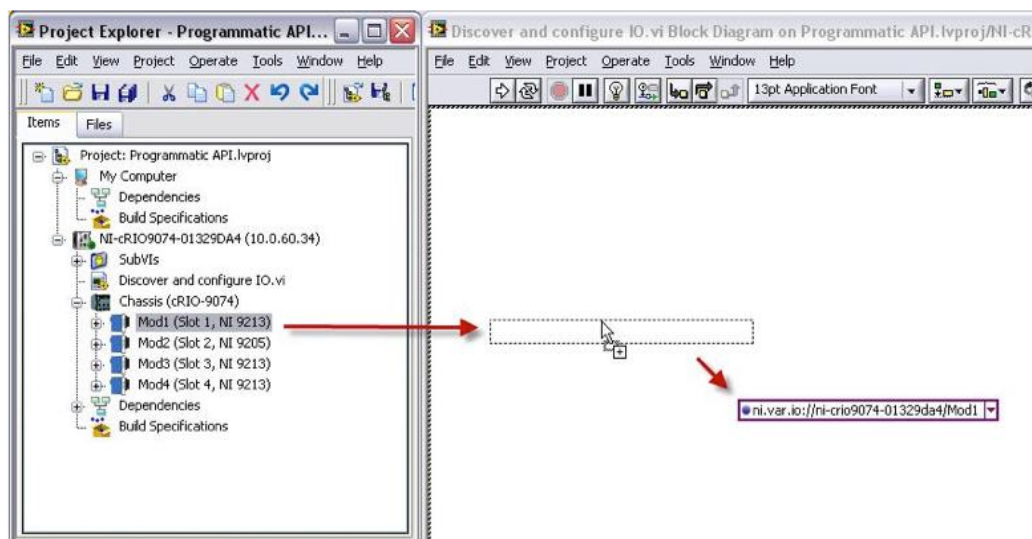 Project Explorer - Programmatic API...
File Edit View Project Operate Tools Window Help
Items Files
Project: Programmatic API.lvproj
My Computer
Dependencies
Build Specifications
NI-cRIO9074-01329DA4 (10.0.60.34)
SubVIs
Discover and configure IO.vi
Chassis (cRIO-9074)
Mod1 (Slot 1, NI 9213)
Mod2 (Slot 2, NI 9205)
Mod3 (Slot 3, NI 9213)
Mod4 (Slot 4, NI 9213)
Dependencies
Build Specifications
Discover and configure IO.vi Block Diagram on Programmatic API.lvproj/NI-cR
File Edit View Project Operate Tools Window Help
13pt Application Font
ni.var.io://ni-crio9074-01329da4/Mod1